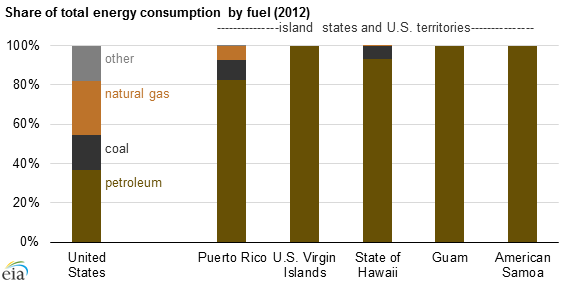 Share of total energy consumption by fuel (2012)
---------------island states and U.S. territories---------------
100%
80%
60%
40%
20%
0%
other
natural gas
coal
petroleum
United States
Puerto Rico
U.S. Virgin Islands
State of Hawaii
Guam
American Samoa
eia